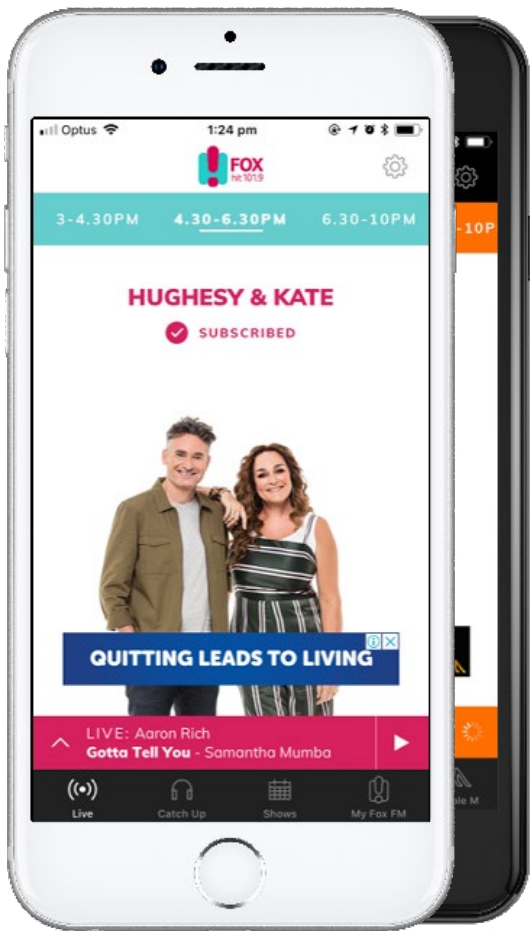 Optus
1:24 pm
FOX
hit 101.9
3-4.30PM
4.30-6.30PM
6.30-10PM
-10P
HUGHESY & KATE
SUBSCRIBED
QUITTING LEADS TO LIVING
LIVE: Aaron Rich
Gotta Tell You - Samantha Mumba
Live
Catch Up
Shows
My Fox FM
ple M